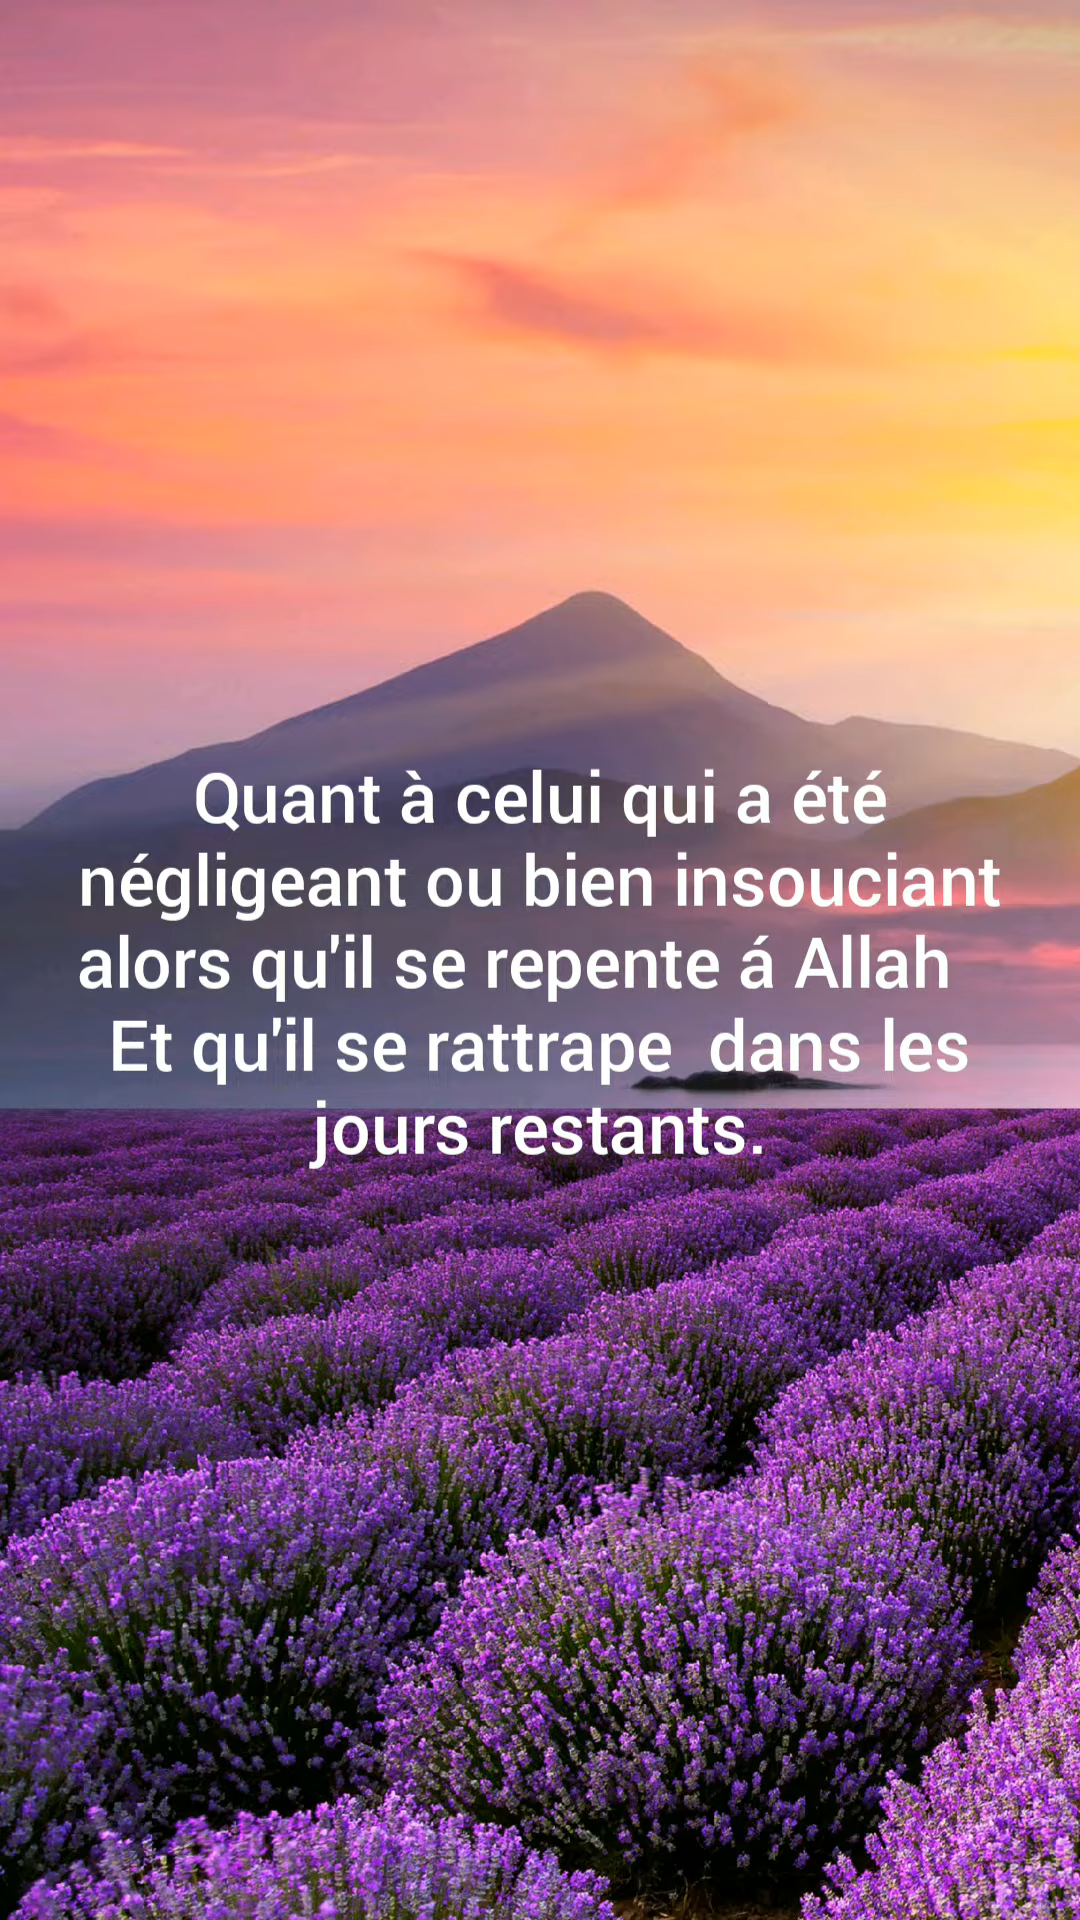 Quant à celui qui a été
négligeant ou bien insouciant
alors qu'il se repente á Allah
Et qu'il se rattrape  dans les
jours restants.